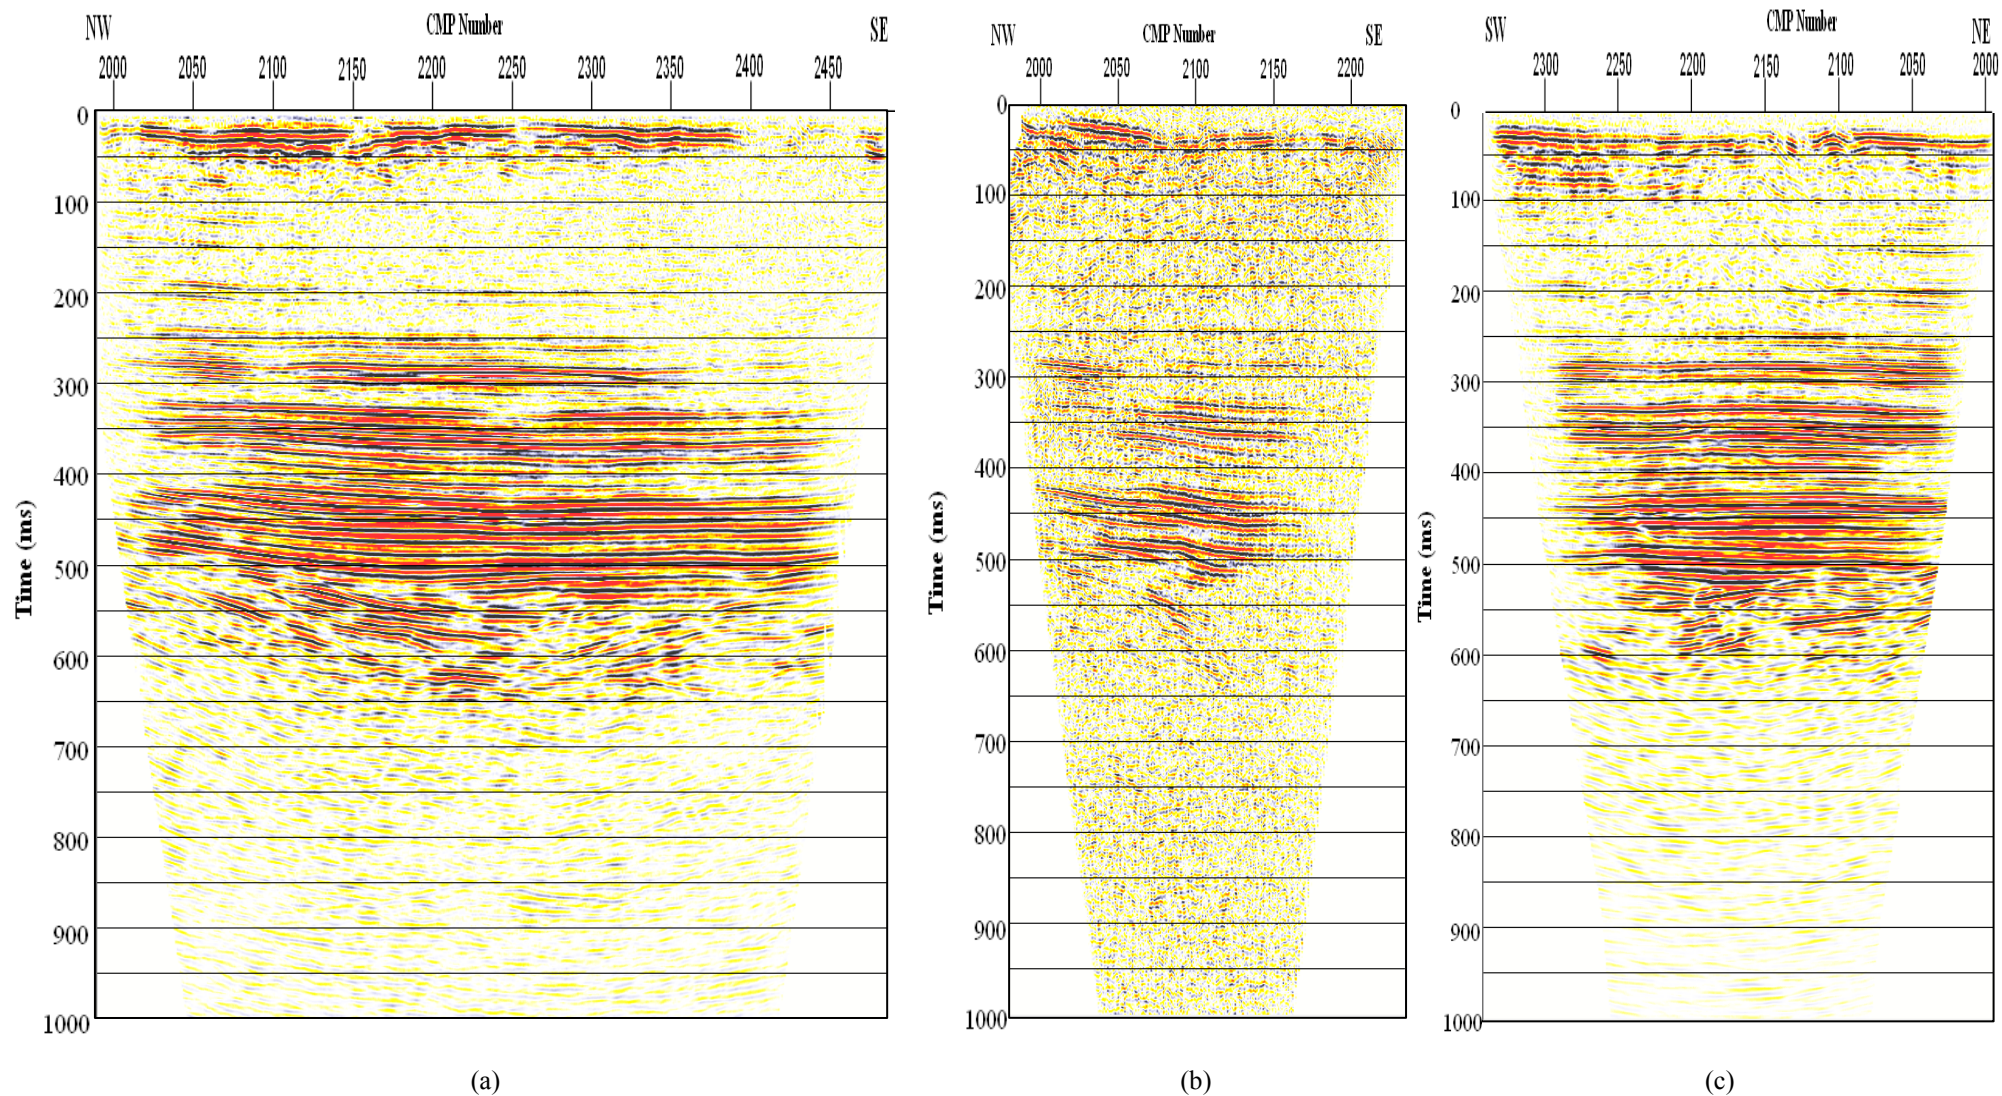 NW CMP Number SE
2000 2050 2100 2150 2200 2250 2300 2350 2400 2450
0
100
200
300
400
500
600
700
800
900
1000
Time (ms)
(a)
NW CMP Number SE
2000 2050 2100 2150 2200
0
100
200
300
400
500
600
700
800
900
1000
Time (ms)
(b)
SW CMP Number NE
2300 2250 2200 2150 2100 2050 2000
0
100
200
300
400
500
600
700
800
900
1000
Time (ms)
(c)